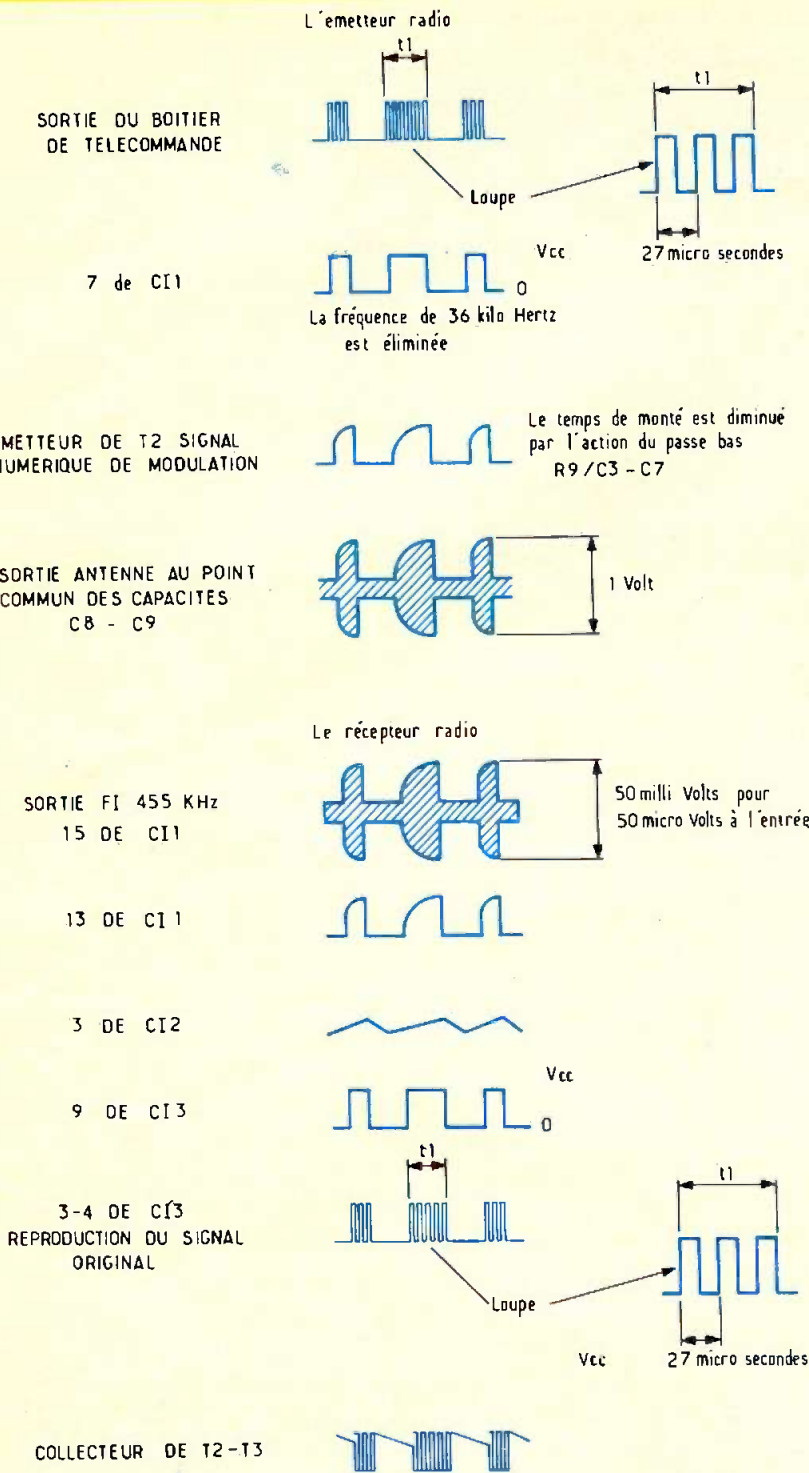 L'emetteur radio
t1
SORTIE DU BOITIER
DE TELECOMMANDE
t1
Loupe
27 micro secondes
7 de CI1
Vcc
0
La fréquence de 36 kilo Hertz
est éliminée
METTEUR DE T2 SIGNAL
NUMERIQUE DE MODULATION
Le temps de monté est diminué
par l'action du passe bas
R9/C3-C7
SORTIE ANTENNE AU POINT
COMMUN DES CAPACITES
C8 - C9
1 Volt
Le récepteur radio
SORTIE FI 455 KHz
15 DE CI1
50 milli Volts pour
50 micro Volts à l'entrée
13 DE CI1
3 DE CI2
9 DE CI3
Vcc
0
t1
3-4 DE CI3
REPRODUCTION DU SIGNAL
ORIGINAL
t1
Loupe
Vcc
27 micro secondes
COLLECTEUR DE T2-T3